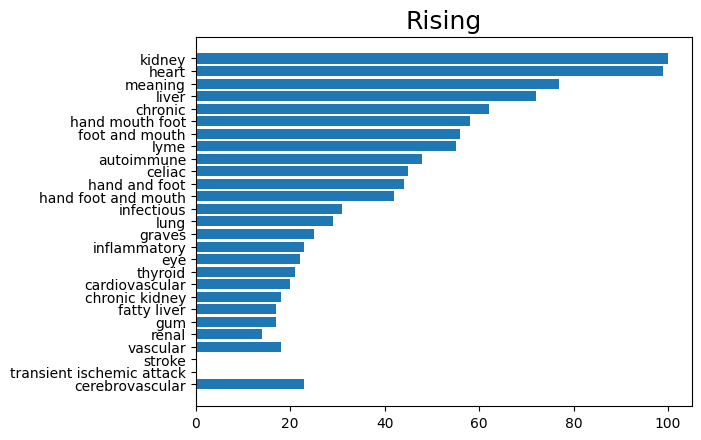 Rising
kidney
heart
meaning
liver
chronic
hand mouth foot
foot and mouth
lyme
autoimmune
celiac
hand and foot
hand foot and mouth
infectious
lung
graves
inflammatory
eye
thyroid
cardiovascular
chronic kidney
fatty liver
gum
renal
vascular
stroke
transient ischemic attack
cerebrovascular
0 20 40 60 80 100